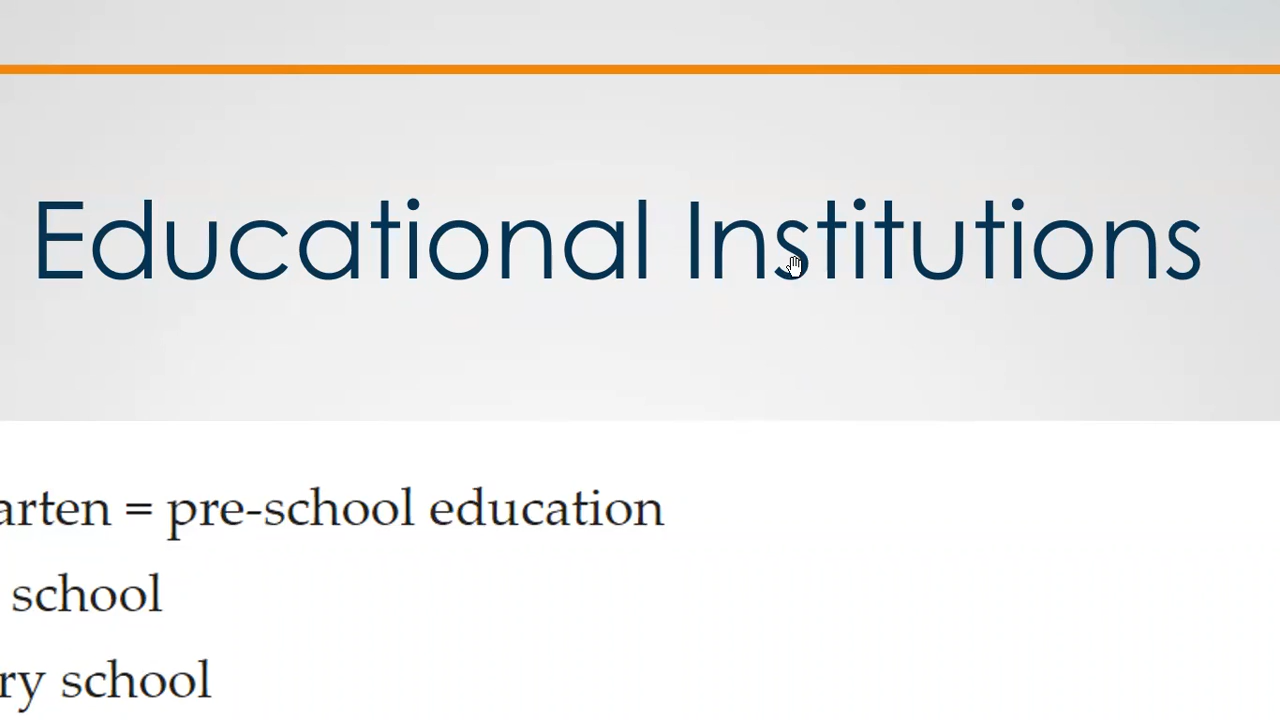 Educational Institutions
arten = pre-school education
school
ry school